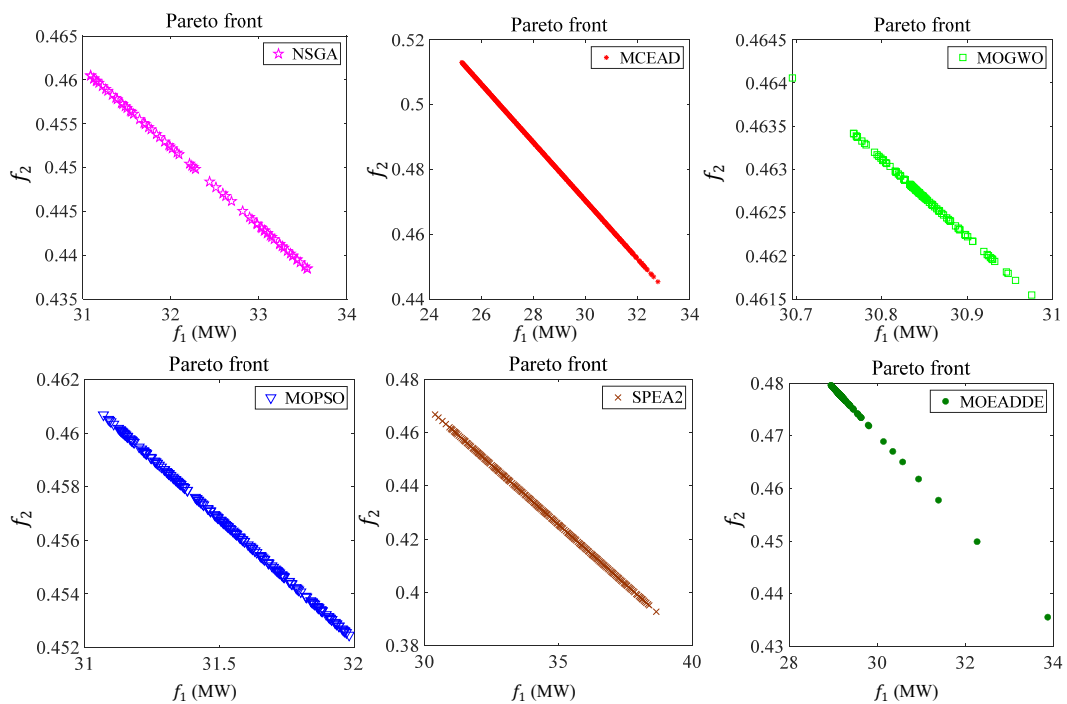 Pareto front
NSGA
0.465
0.46
0.455
0.45
0.445
0.44
0.435
f2
31
32
33
34
f1 (MW)
Pareto front
MCEAD
0.52
0.5
0.48
0.46
0.44
f2
24
26
28
30
32
34
f1 (MW)
Pareto front
MOGWO
0.4645
0.464
0.4635
0.463
0.4625
0.462
0.4615
f2
30.7
30.8
30.9
31
f1 (MW)
Pareto front
MOPSO
0.462
0.46
0.458
0.456
0.454
0.452
f2
31
31.5
32
f1 (MW)
Pareto front
SPEA2
0.48
0.46
0.44
0.42
0.4
0.38
f2
30
35
40
f1 (MW)
Pareto front
MOEADDE
0.48
0.47
0.46
0.45
0.44
0.43
f2
28
30
32
34
f1 (MW)